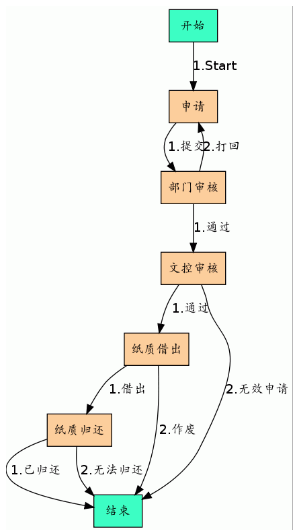 开始
1.Start
申请
1.提交
2.打回
部门审核
1.通过
文控审核
1.通过
纸质借出
1.借出
2.无效申请
纸质归还
2.作废
1.已归还
2.无法归还
结束